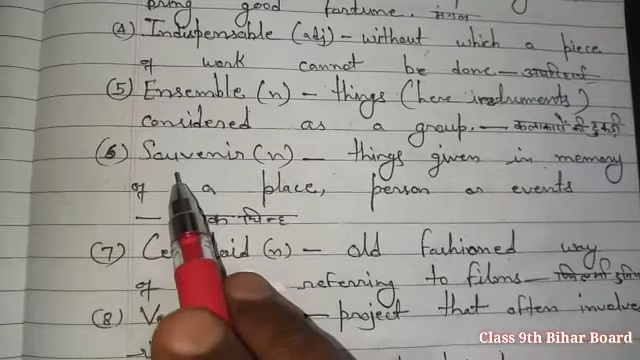 bring good fortune. मंगल
(4) Indispensable (adj) – without which a piece
of work cannot be done – अपरिहार्य
(5) Ensemble (n) – things (here instruments)
considered as a group. – कलाकारों की टुकड़ी
(6) Souvenir (n) – things given in memory
of a place, person or events
– चिन्ह
(7) (n) – old fashioned way
of referring to films –
(8) – project that often involve
Class 9th Bihar Board